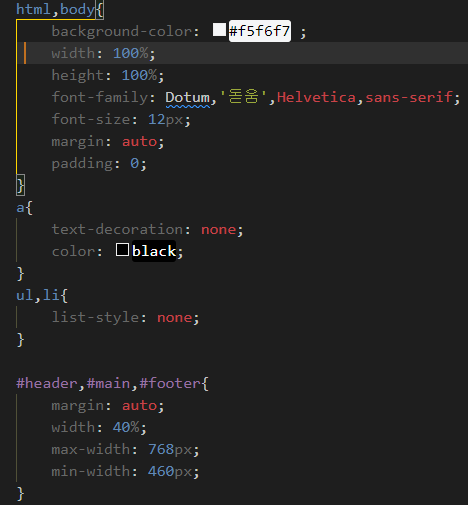 html,body{
background-color: #f5f6f7 ;
width: 100%;
height: 100%;
font-family: Dotum,'돋움',Helvetica,sans-serif;
font-size: 12px;
margin: auto;
padding: 0;
}
a{
text-decoration: none;
color: black;
}
ul,li{
list-style: none;
}
#header,#main,#footer{
margin: auto;
width: 40%;
max-width: 768px;
min-width: 460px;
}